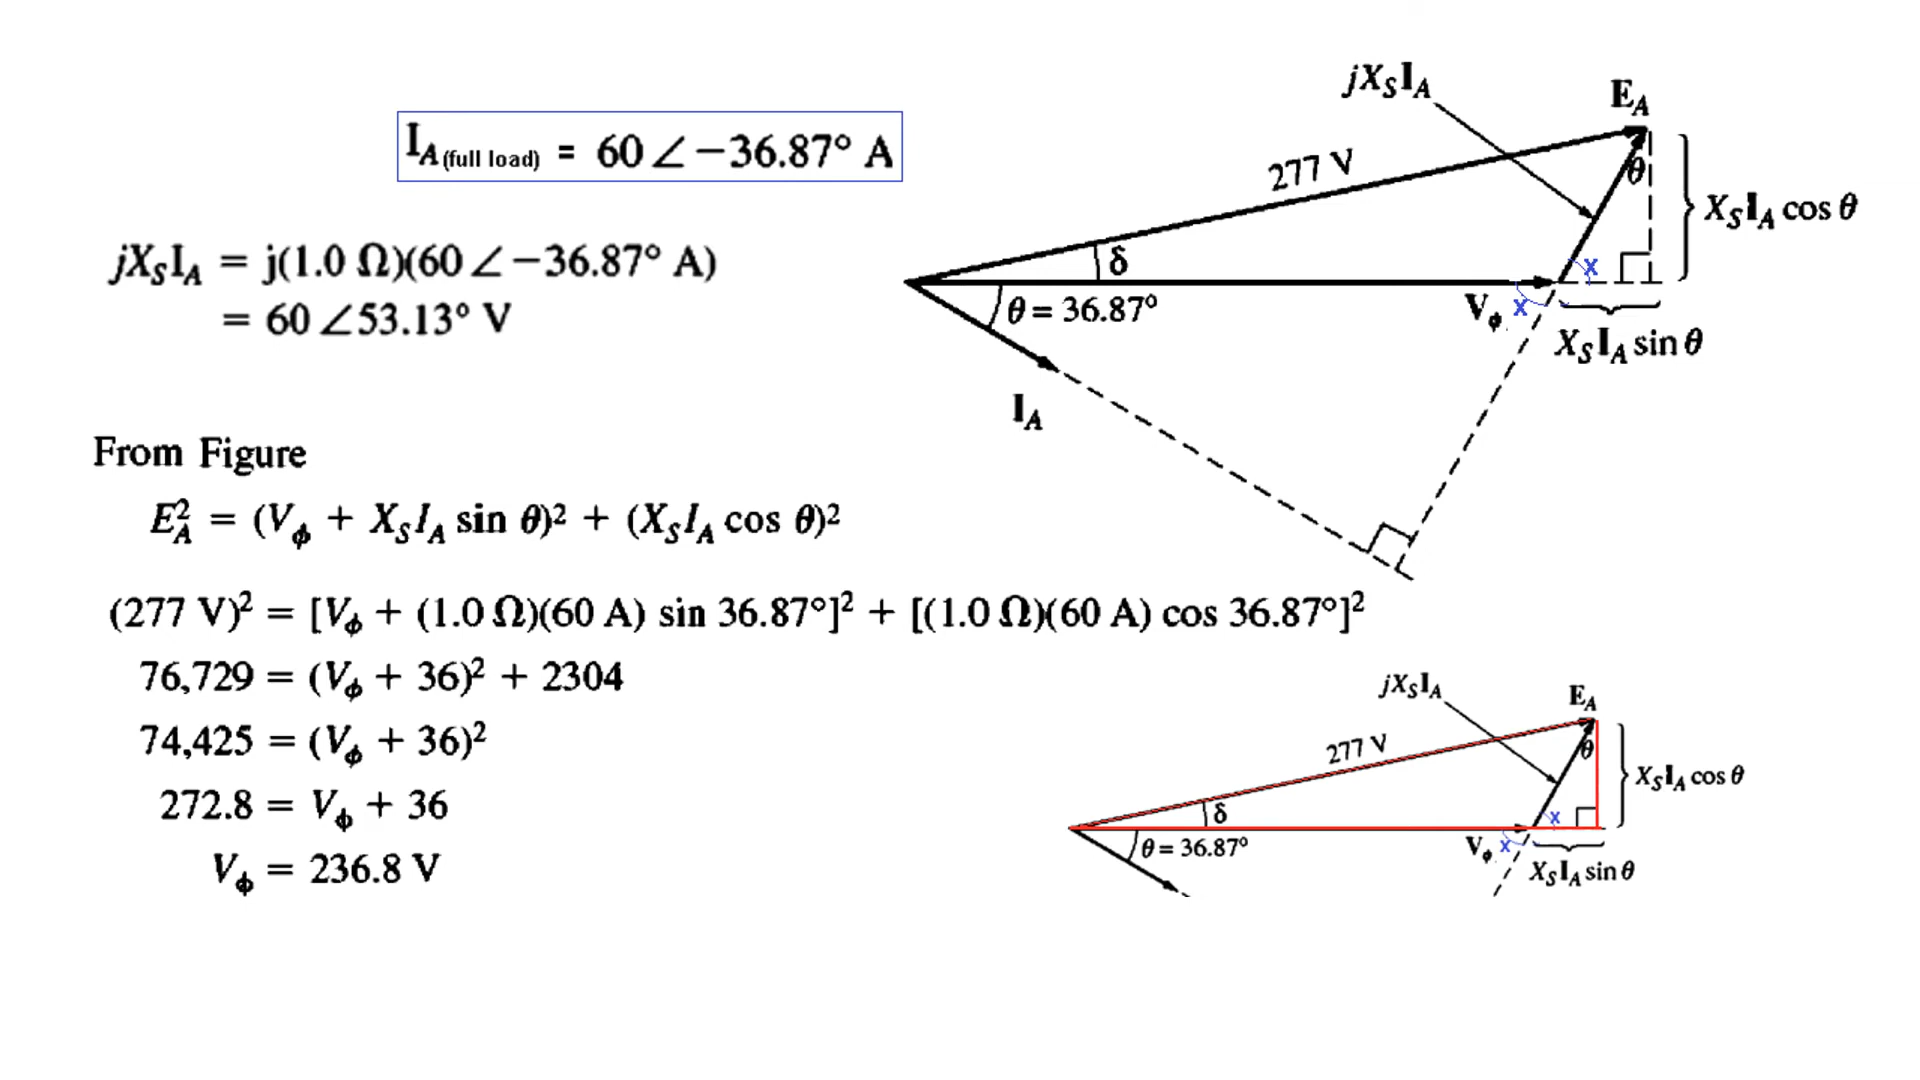 I_A (full load) = 60∠−36.87° A
jX_S I_A = j(1.0 Ω)(60∠−36.87° A)
= 60∠53.13° V
From Figure
E_A² = (V_ϕ + X_S I_A sin θ)² + (X_S I_A cos θ)²
(277 V)² = [V_ϕ + (1.0 Ω)(60 A) sin 36.87°]² + [(1.0 Ω)(60 A) cos 36.87°]²
76,729 = (V_ϕ + 36)² + 2304
74,425 = (V_ϕ + 36)²
272.8 = V_ϕ + 36
V_ϕ = 236.8 V
jX_S I_A
E_A
277 V
θ
X_S I_A cos θ
δ
x
θ = 36.87°
V_ϕ
x
X_S I_A sin θ
I_A
jX_S I_A
E_A
277 V
θ
X_S I_A cos θ
δ
x
θ = 36.87°
V_ϕ
x
X_S I_A sin θ